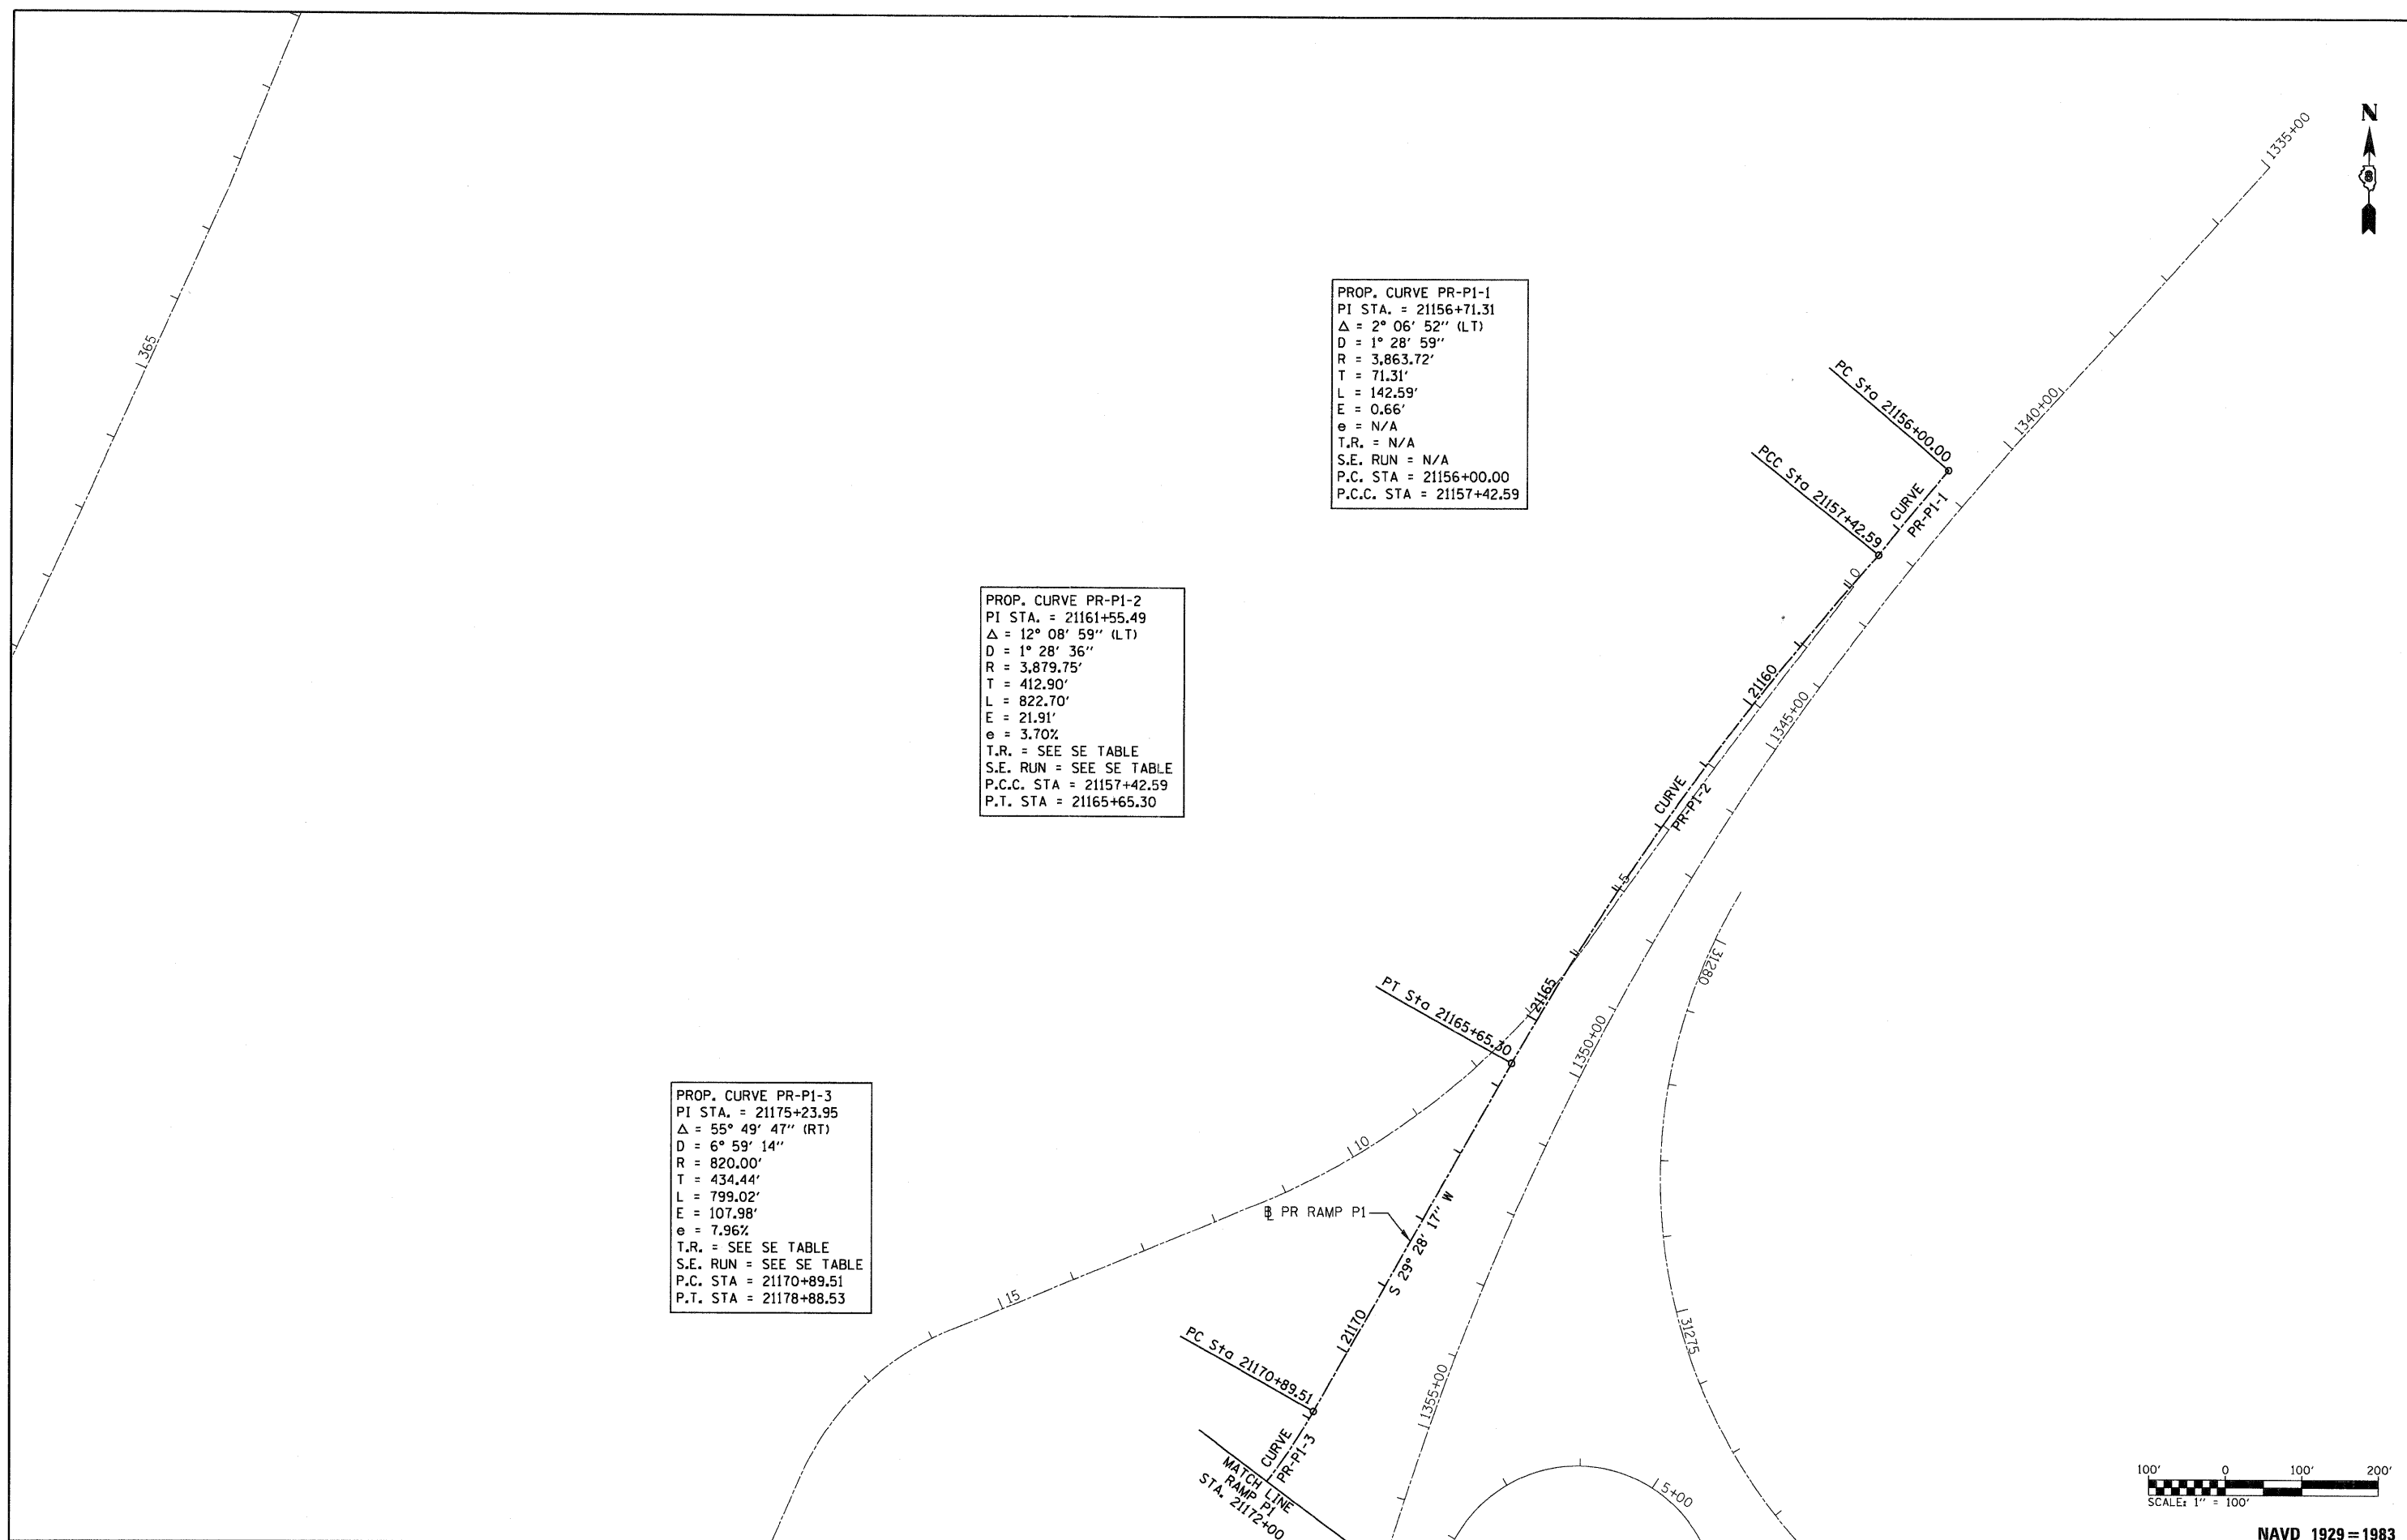 N
1335+00
365
PROP. CURVE PR-P1-1
PI STA. = 21156+71.31
Δ = 2° 06' 52" (LT)
D = 1° 28' 59"
R = 3,863.72'
T = 71.31'
L = 142.59'
E = 0.66'
e = N/A
T.R. = N/A
S.E. RUN = N/A
P.C. STA = 21156+00.00
P.C.C. STA = 21157+42.59
PC Sta 21156+00.00
1340+00
PCC Sta 21157+42.59
CURVE
PR-P1-1
0
PROP. CURVE PR-P1-2
PI STA. = 21161+55.49
Δ = 12° 08' 59" (LT)
D = 1° 28' 36"
R = 3,879.75'
T = 412.90'
L = 822.70'
E = 21.91'
e = 3.70%
T.R. = SEE SE TABLE
S.E. RUN = SEE SE TABLE
P.C.C. STA = 21157+42.59
P.T. STA = 21165+65.30
21160
1345+00
CURVE
PR-P1-2
5
31280
21165
PT Sta 21165+65.30
1350+00
PROP. CURVE PR-P1-3
PI STA. = 21175+23.95
Δ = 55° 49' 47" (RT)
D = 6° 59' 14"
R = 820.00'
T = 434.44'
L = 799.02'
E = 107.98'
e = 7.96%
T.R. = SEE SE TABLE
S.E. RUN = SEE SE TABLE
P.C. STA = 21170+89.51
P.T. STA = 21178+88.53
10
PR RAMP P1
S 29° 28' 17" W
15
21170
31275
PC Sta 21170+89.51
1355+00
CURVE
PR-P1-3
MATCH LINE
RAMP P1
STA. 21172+00
5+00
100' 0 100' 200'
SCALE: 1" = 100'
NAVD 1929=1983